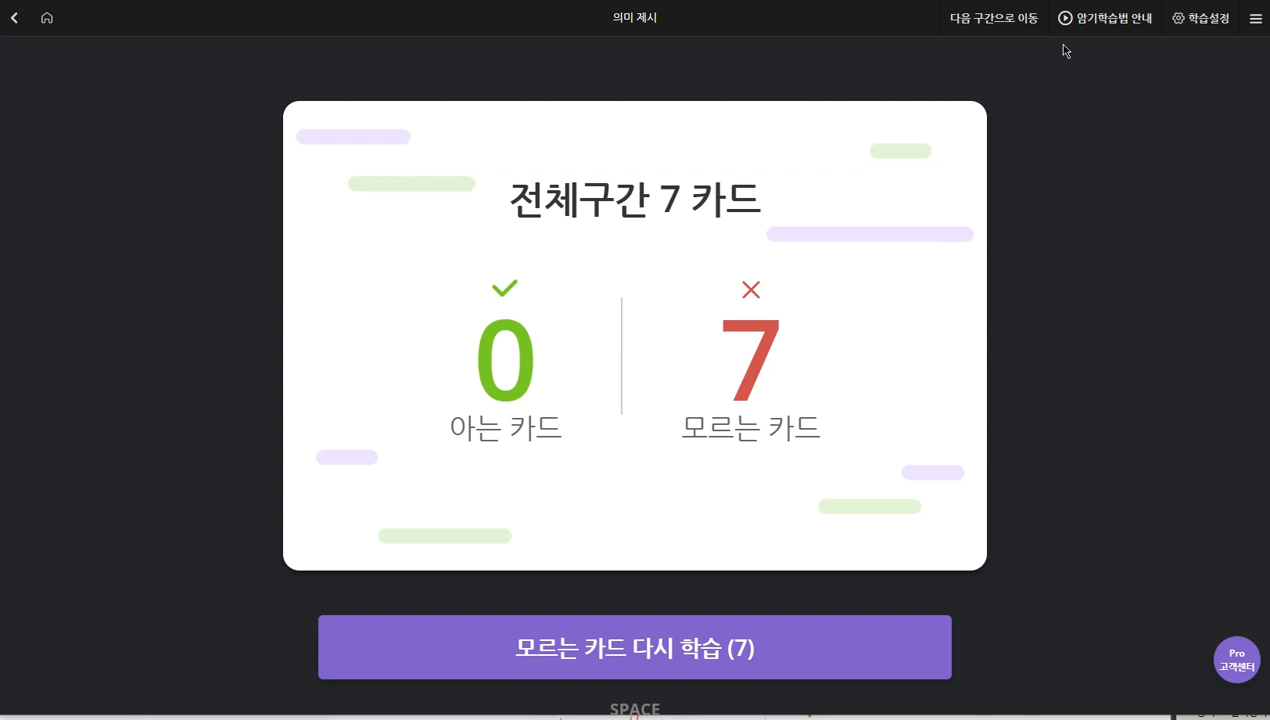 의미 제시
다음 구간으로 이동
암기학습법 안내
학습설정
전체구간 7 카드
0
아는 카드
7
모르는 카드
모르는 카드 다시 학습 (7)
SPACE
Pro
고객센터